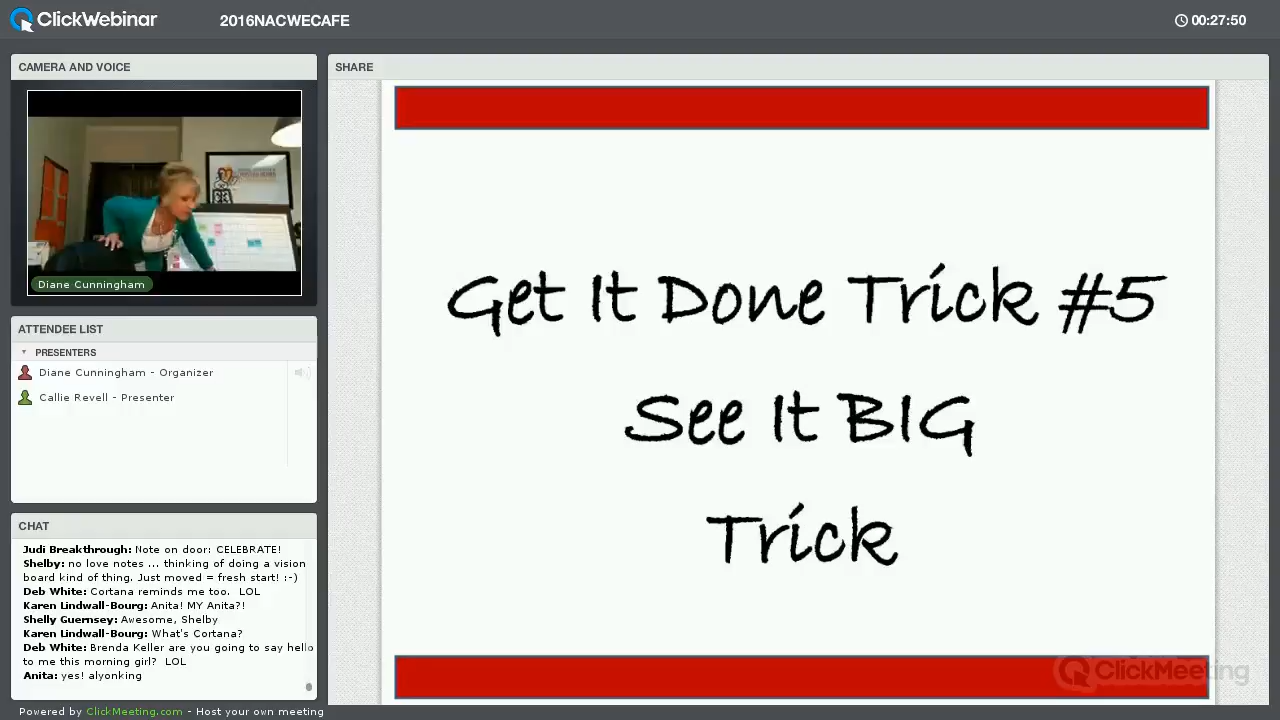 ClickWebinar
2016NACWECAFE
00:27:50
CAMERA AND VOICE
Diane Cunningham
ATTENDEE LIST
PRESENTERS
Diane Cunningham - Organizer
Callie Revell - Presenter
CHAT
Judi Breakthrough: Note on door: CELEBRATE!
Shelby: no love notes ... thinking of doing a vision
board kind of thing. Just moved = fresh start! :-)
Deb White: Cortana reminds me too. LOL
Karen Lindwall-Bourg: Anita! MY Anita?!
Shelly Guernsey: Awesome, Shelby
Karen Lindwall-Bourg: What's Cortana?
Deb White: Brenda Keller are you going to say hello
to me this morning girl? LOL
Anita:
Powered by ClickMeeting.com - Host your own meeting
SHARE
Get It Done Trick #5
See It BIG
Trick
ClickMeeting